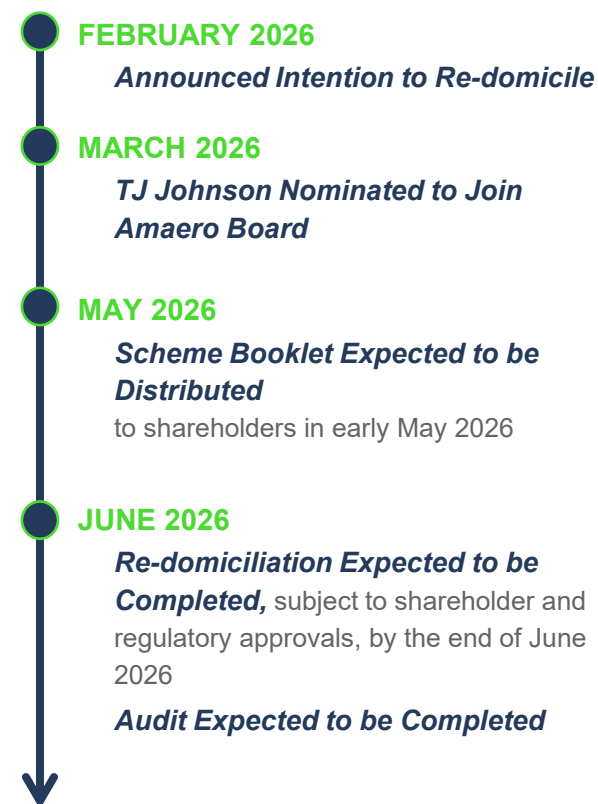 FEBRUARY 2026
Announced Intention to Re-domicile
MARCH 2026
TJ Johnson Nominated to Join
Amaero Board
MAY 2026
Scheme Booklet Expected to be
Distributed
to shareholders in early May 2026
JUNE 2026
Re-domiciliation Expected to be
Completed, subject to shareholder and
regulatory approvals, by the end of June
2026
Audit Expected to be Completed